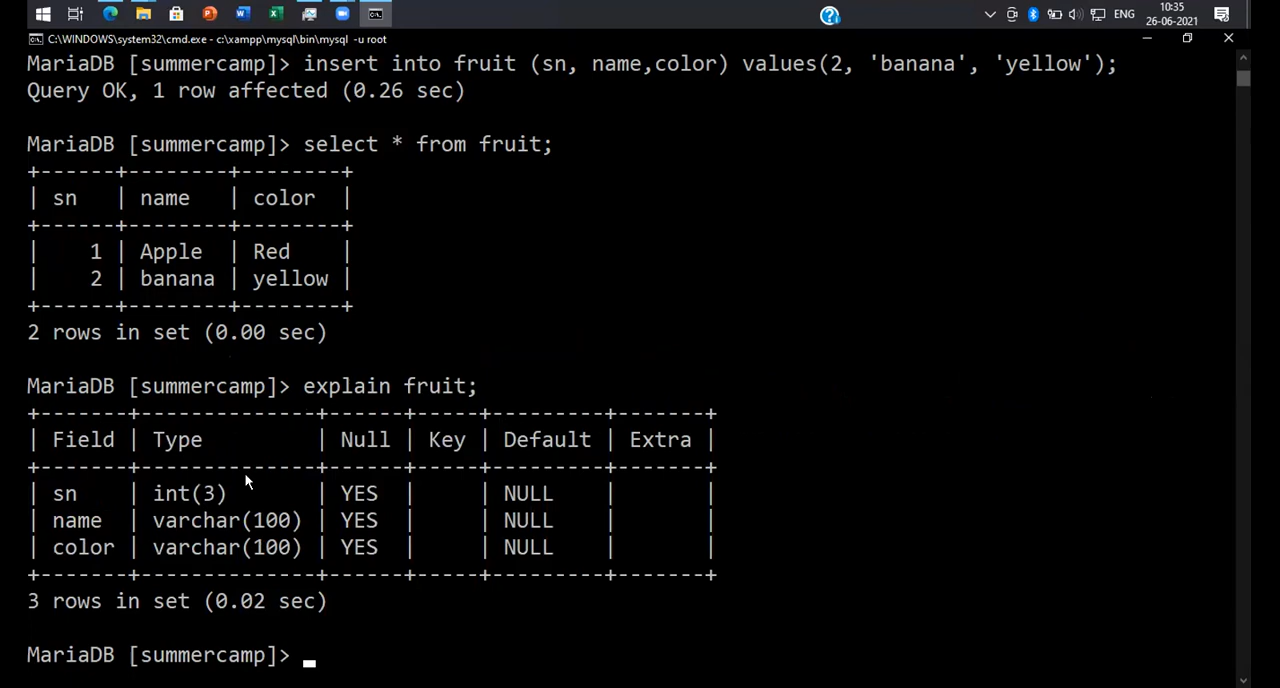 10:35
ENG
26-06-2021
C:\WINDOWS\system32\cmd.exe - c:\xampp\mysql\bin\mysql  -u root
MariaDB [summercamp]> insert into fruit (sn, name,color) values(2, 'banana', 'yellow');
Query OK, 1 row affected (0.26 sec)
MariaDB [summercamp]> select * from fruit;
+------+--------+--------+
| sn   | name   | color  |
+------+--------+--------+
|    1 | Apple  | Red    |
|    2 | banana | yellow |
+------+--------+--------+
2 rows in set (0.00 sec)
MariaDB [summercamp]> explain fruit;
+-------+--------------+------+-----+---------+-------+
| Field | Type         | Null | Key | Default | Extra |
+-------+--------------+------+-----+---------+-------+
| sn    | int(3)       | YES  |     | NULL    |       |
| name  | varchar(100) | YES  |     | NULL    |       |
| color | varchar(100) | YES  |     | NULL    |       |
+-------+--------------+------+-----+---------+-------+
3 rows in set (0.02 sec)
MariaDB [summercamp]>